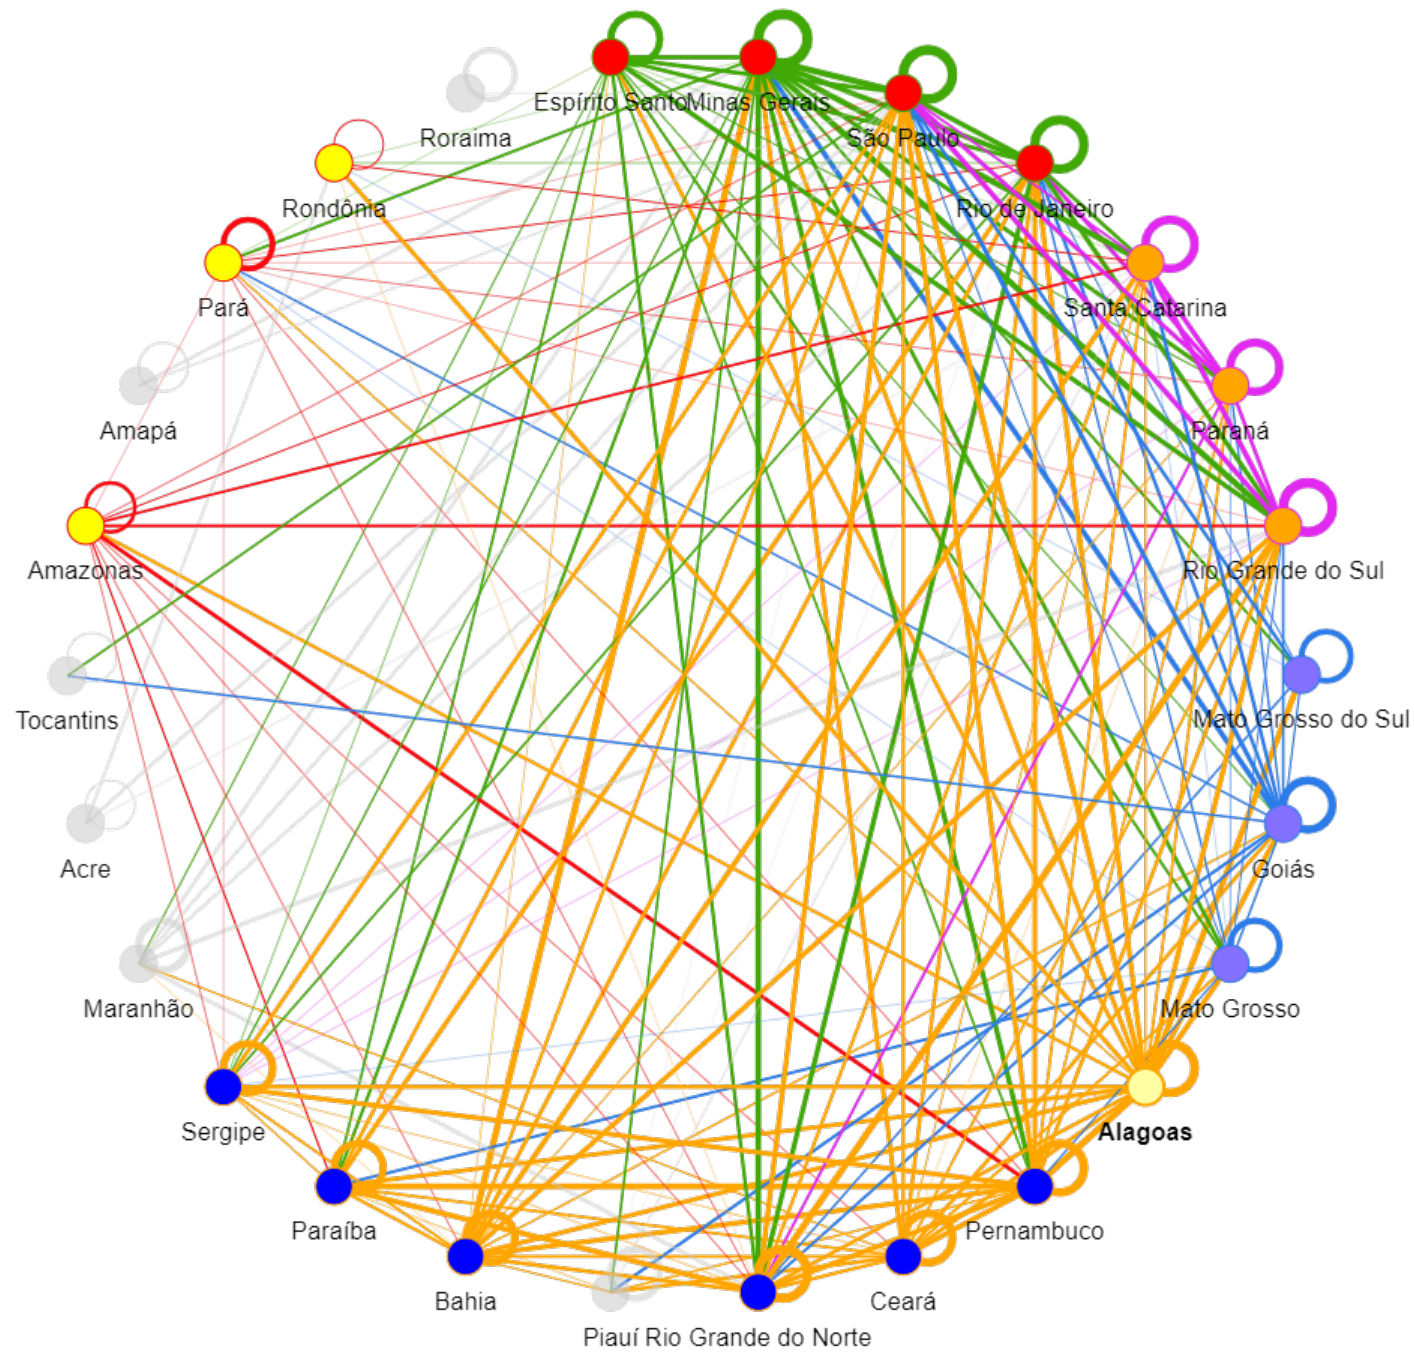 Espírito Santo
Minas Gerais
Roraima
São Paulo
Rondônia
Rio de Janeiro
Pará
Santa Catarina
Amapá
Paraná
Amazonas
Rio Grande do Sul
Tocantins
Mato Grosso do Sul
Acre
Goiás
Maranhão
Mato Grosso
Sergipe
Alagoas
Paraíba
Pernambuco
Bahia
Ceará
Piauí
Rio Grande do Norte